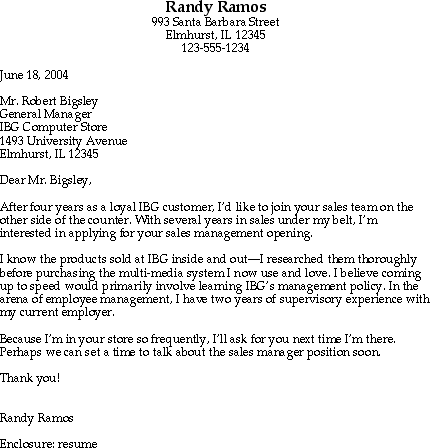 Randy Ramos
993 Santa Barbara Street
Elmhurst, IL 12345
123-555-1234
June 18, 2004
Mr. Robert Bigsley
General Manager
IBG Computer Store
1493 University Avenue
Elmhurst, IL 12345
Dear Mr. Bigsley,
After four years as a loyal IBG customer, I'd like to join your sales team on the
other side of the counter. With several years in sales under my belt, I'm
interested in applying for your sales management opening.
I know the products sold at IBG inside and out—I researched them thoroughly
before purchasing the multi-media system I now use and love. I believe coming
up to speed would primarily involve learning IBG's management policy. In the
arena of employee management, I have two years of supervisory experience with
my current employer.
Because I'm in your store so frequently, I'll ask for you next time I'm there.
Perhaps we can set a time to talk about the sales manager position soon.
Thank you!
Randy Ramos
Enclosure: resume